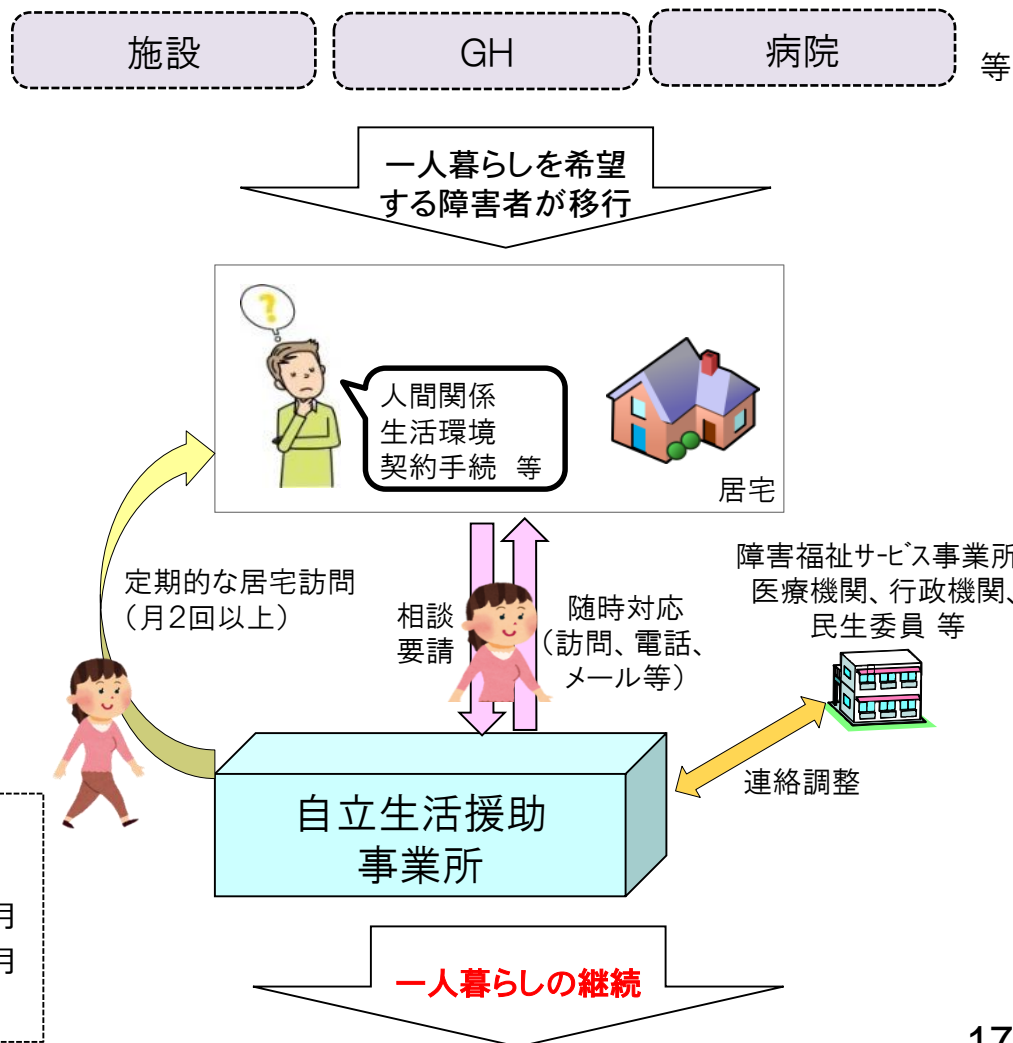 施設
GH
病院
等
一人暮らしを希望
する障害者が移行
?
人間関係
生活環境
契約手続 等
居宅
定期的な居宅訪問
（月2回以上）
相談
要請
随時対応
（訪問、電話、
メール等）
障害福祉サービス事業所
医療機関、行政機関、
民生委員 等
連絡調整
自立生活援助
事業所
月
月
一人暮らしの継続
17